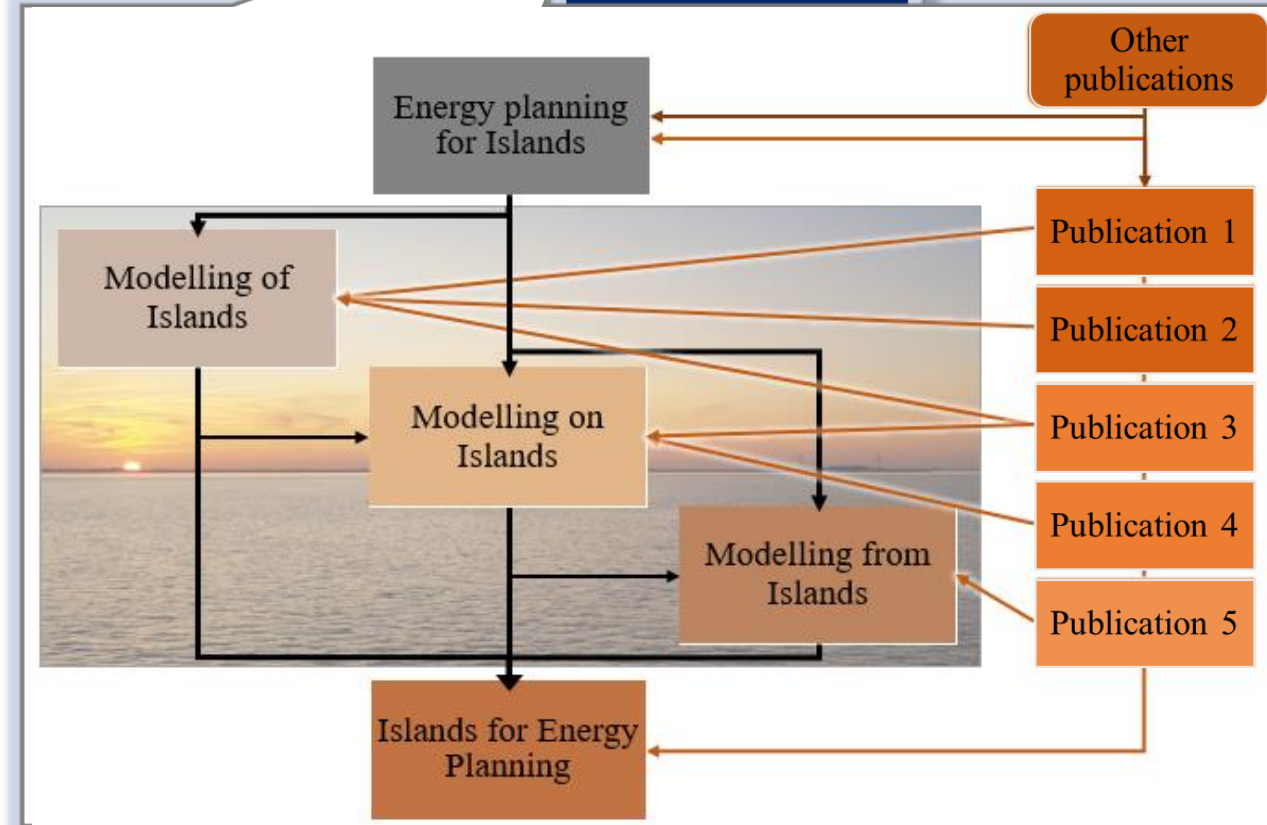 Other
publications
Energy planning
for Islands
Publication 1
Modelling of
Islands
Publication 2
Modelling on
Islands
Publication 3
Publication 4
Modelling from
Islands
Publication 5
Islands for Energy
Planning